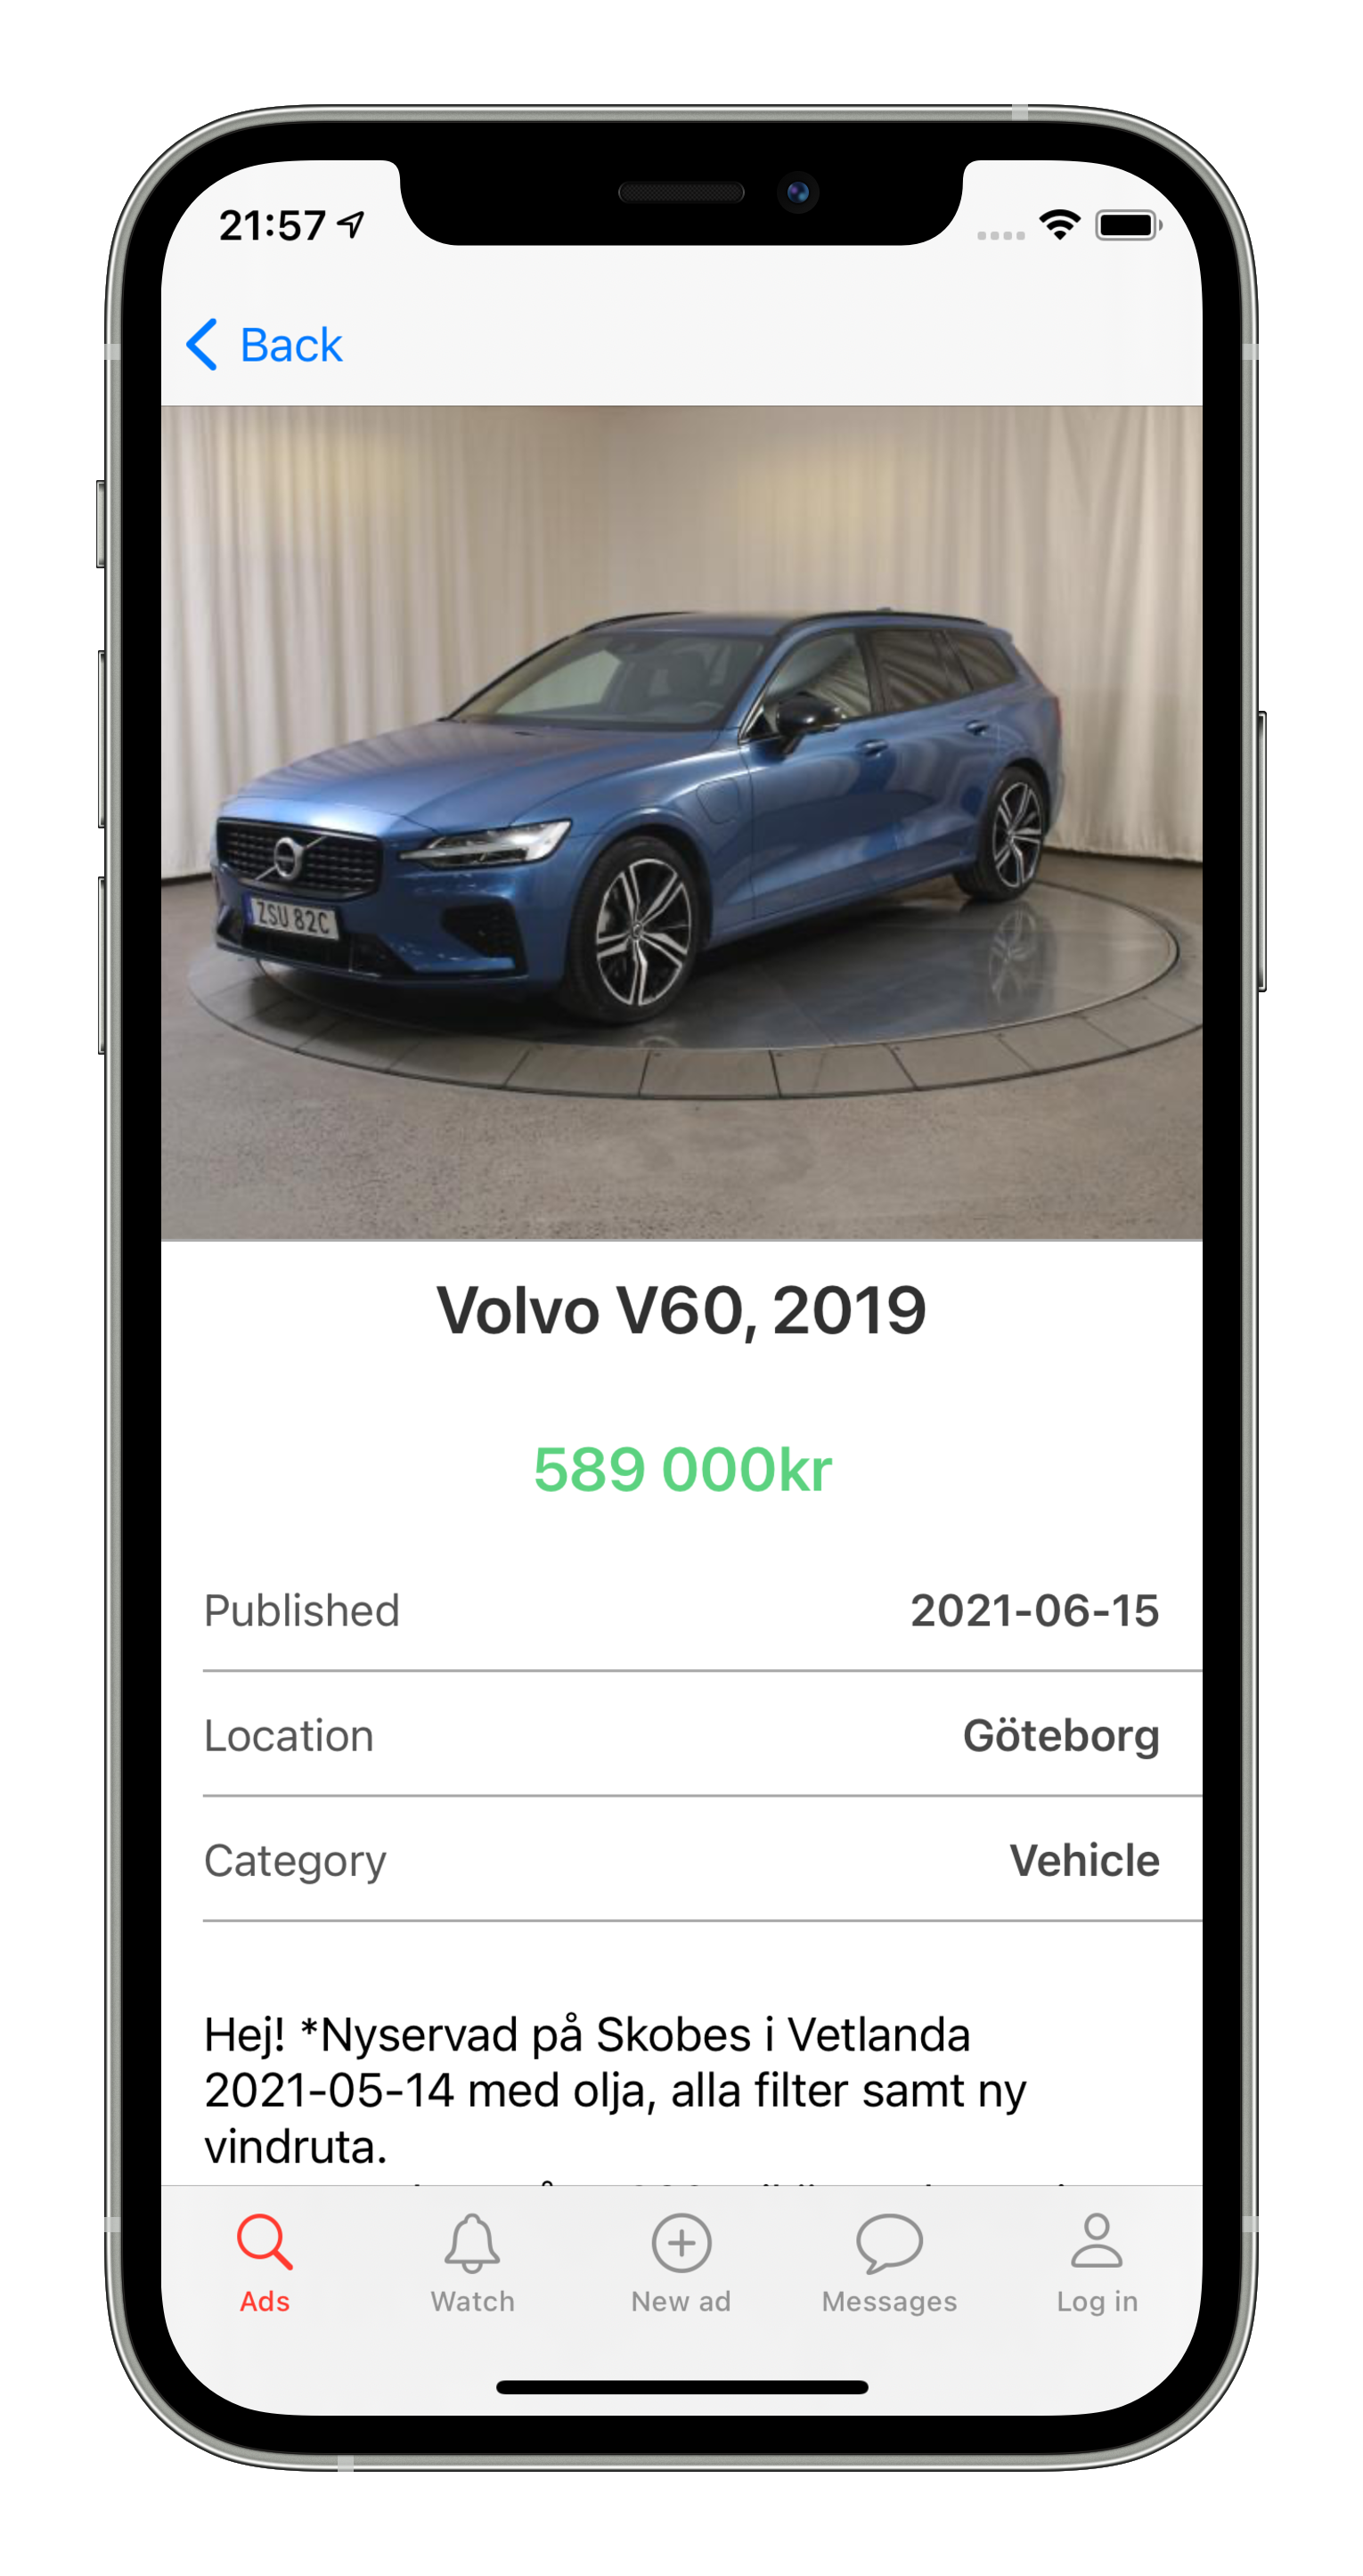 21:57
Back
ZSU 82C
Volvo V60, 2019
589 000kr
Published 2021-06-15
Location Göteborg
Category Vehicle
Hej! *Nyservad på Skobes i Vetlanda
2021-05-14 med olja, alla filter samt ny
vindruta.
Ads Watch New ad Messages Log in